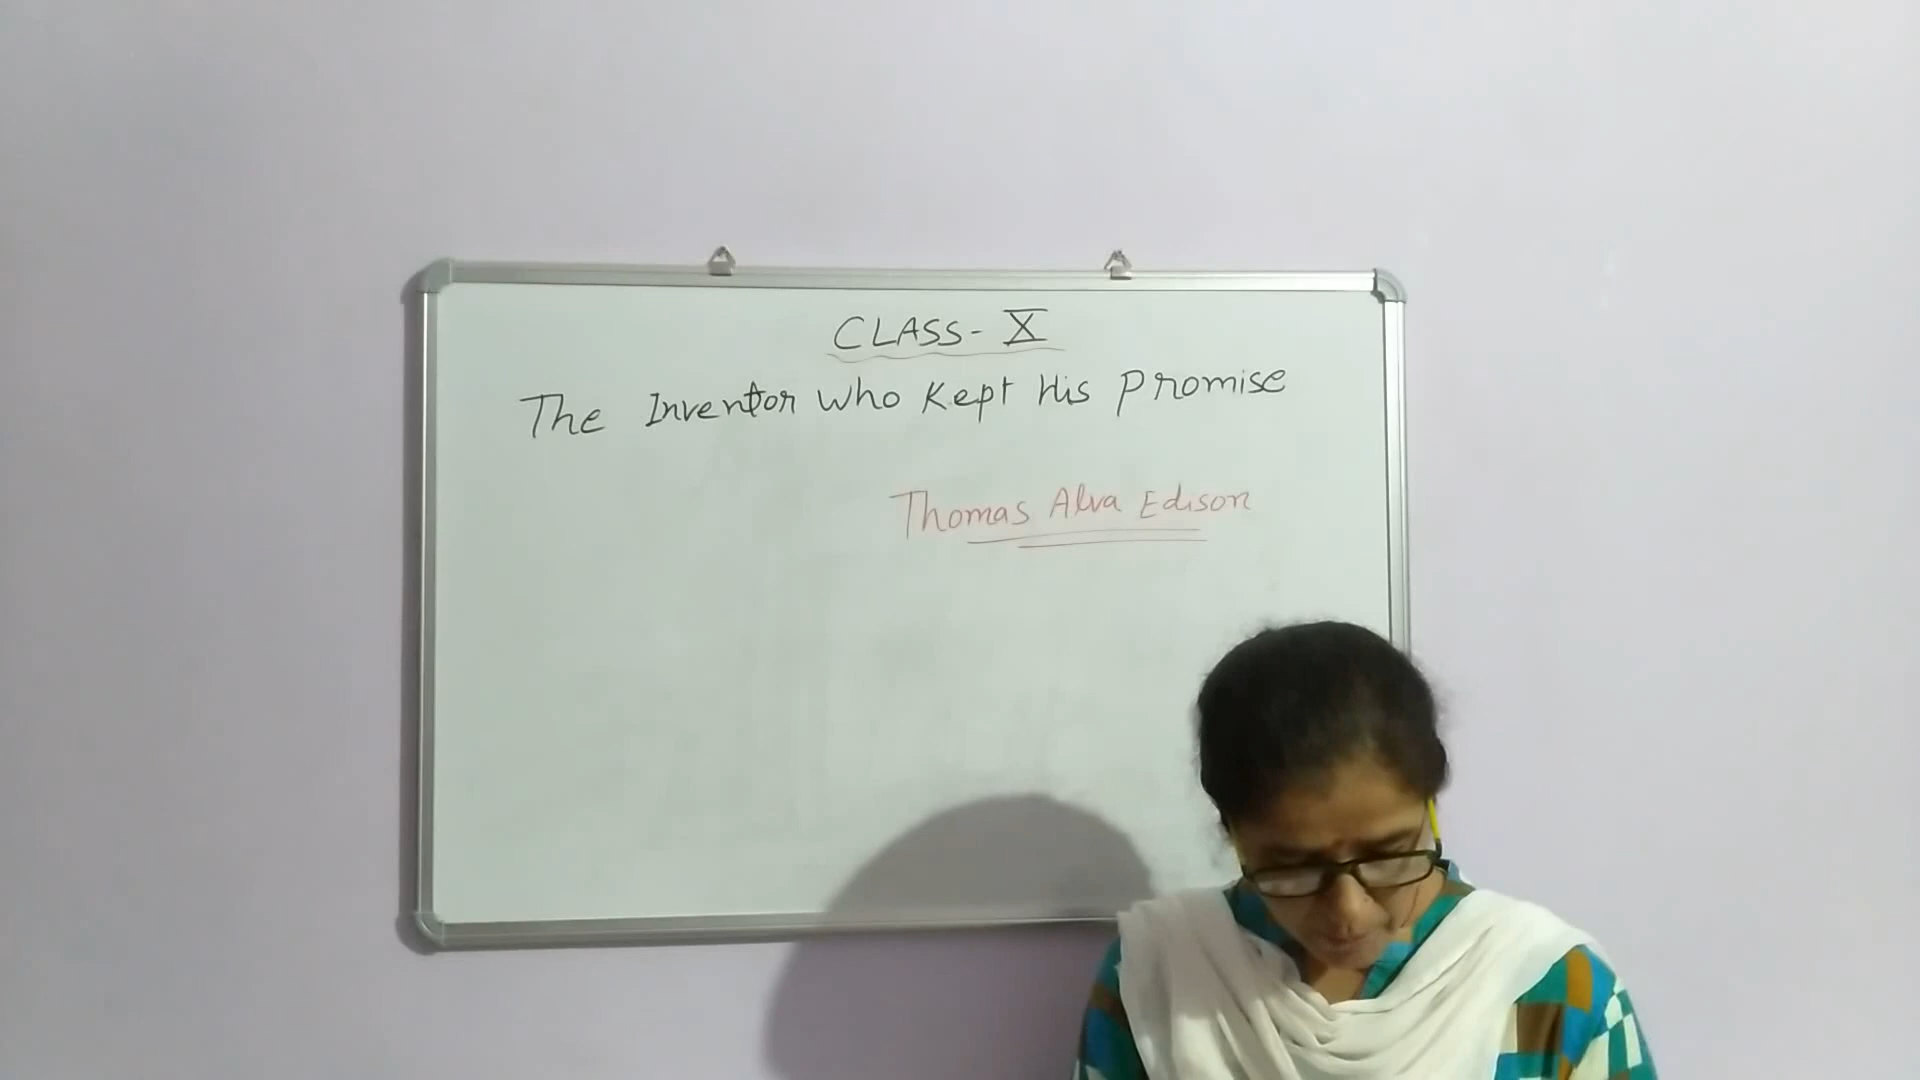 CLASS - X
The Inventor Who Kept His Promise
Thomas Alva Edison